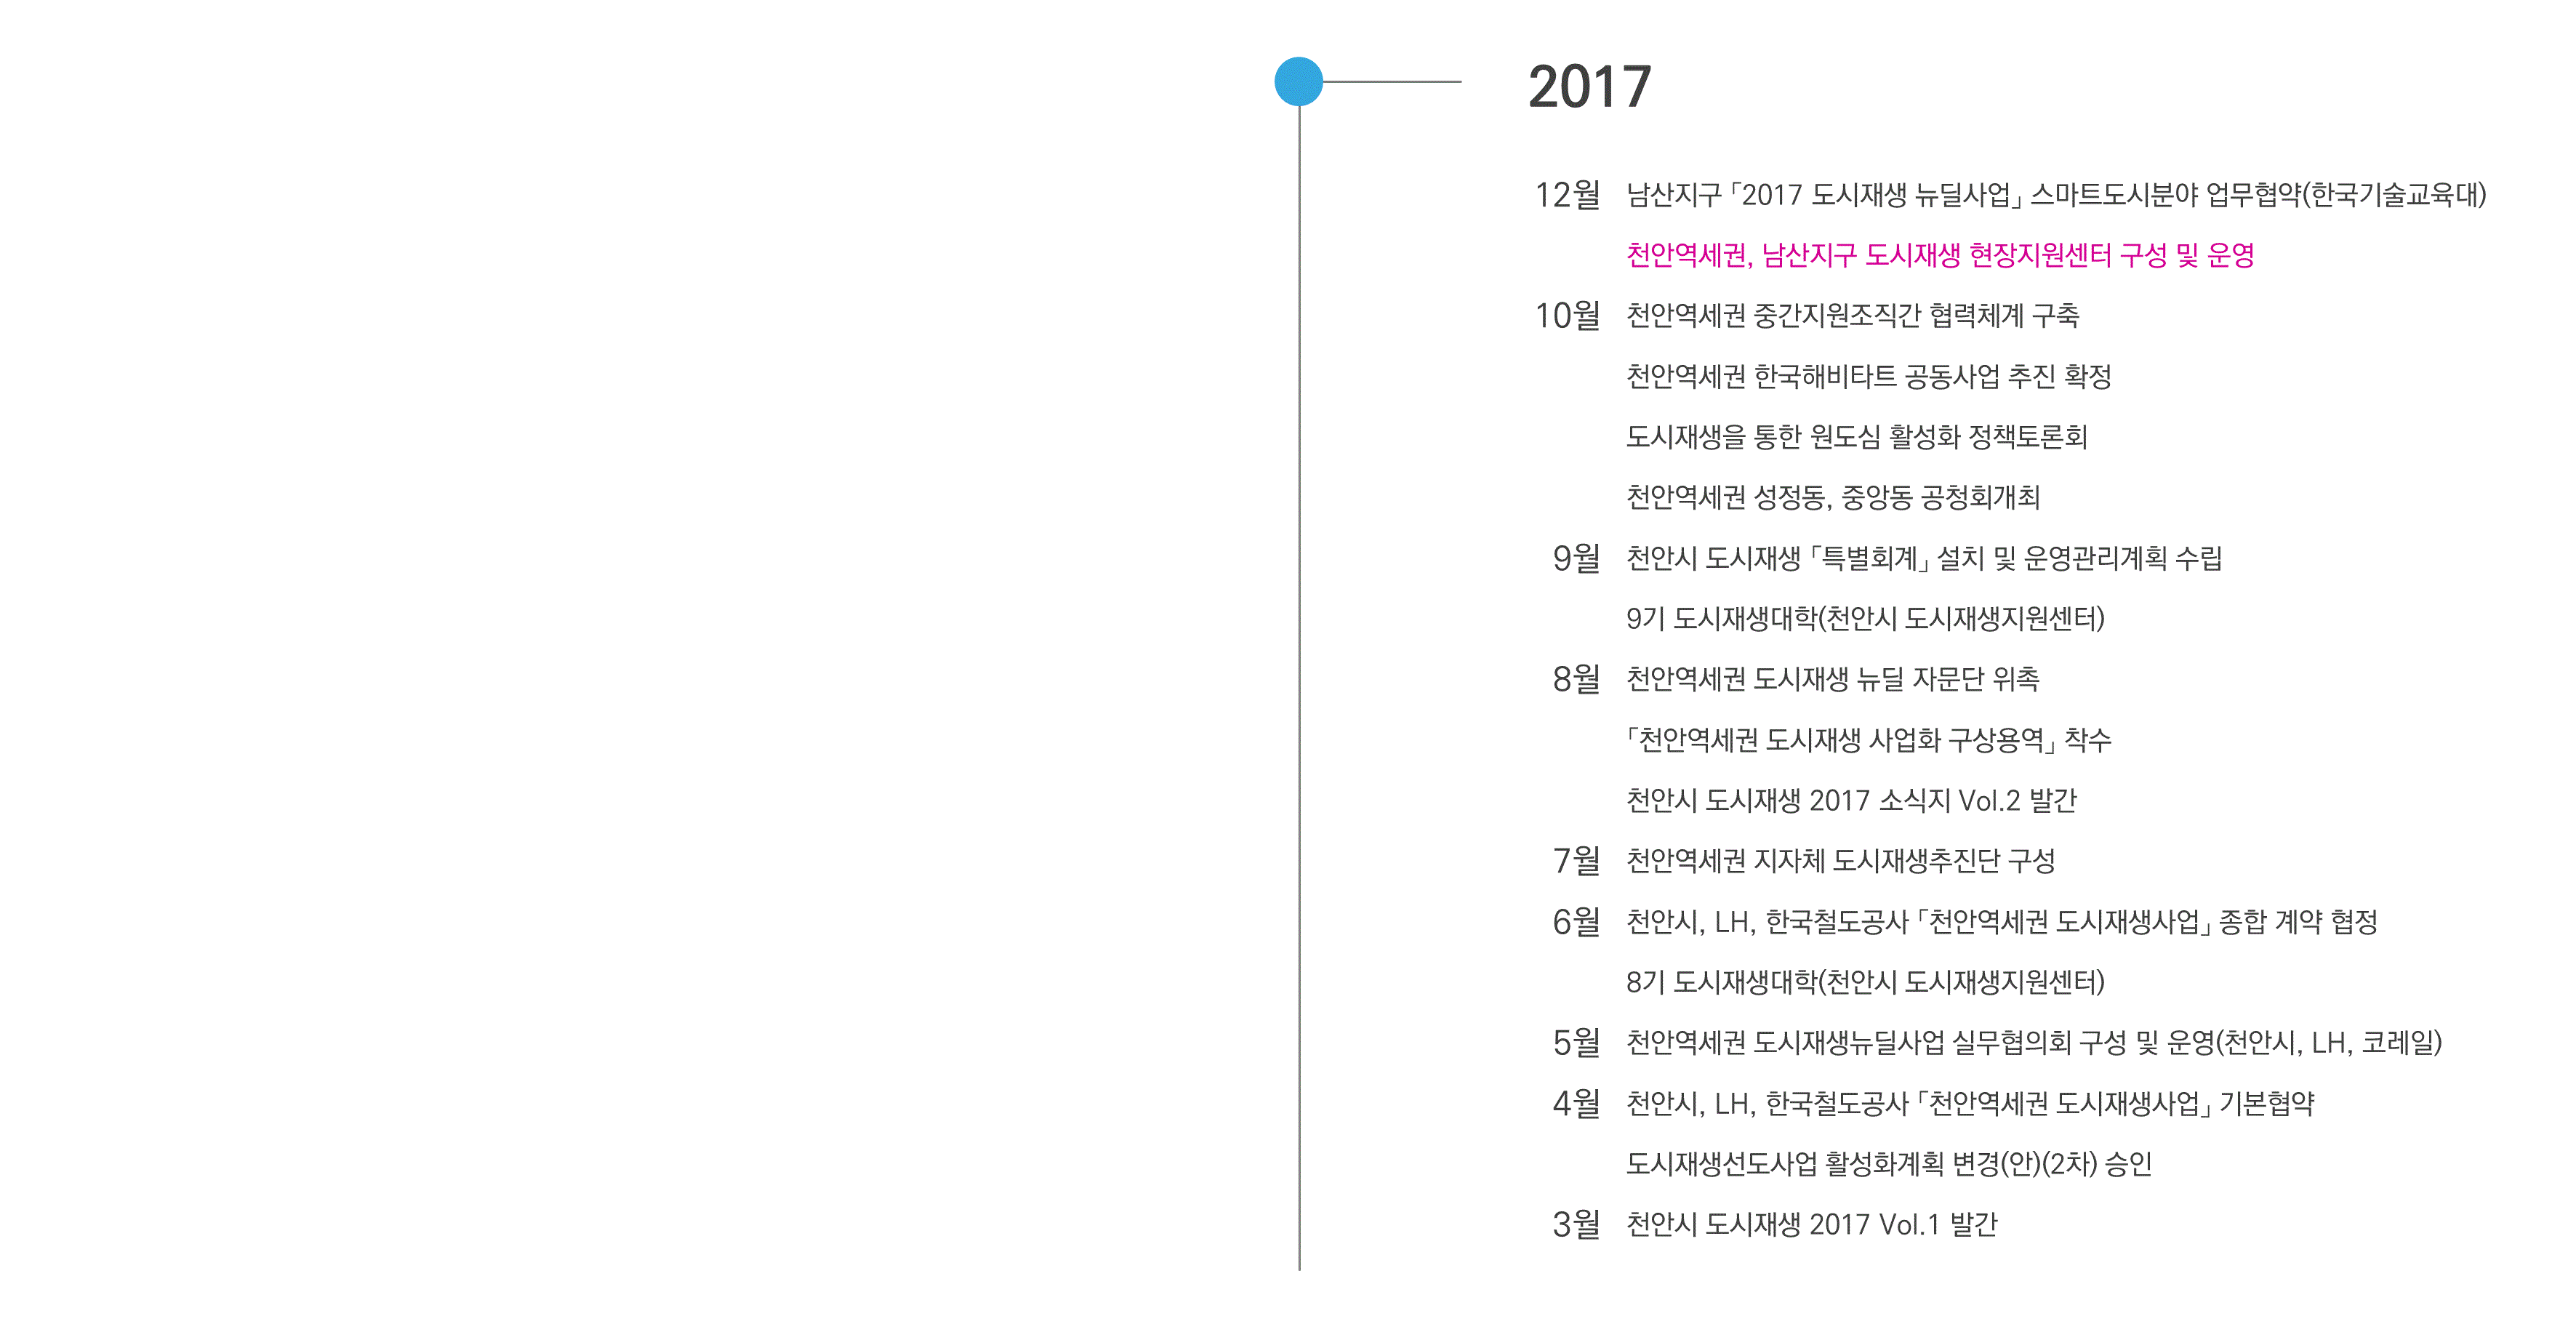 2017
12월 남산지구 「2017 도시재생 뉴딜사업」 스마트도시분야 업무협약(한국기술교육대)
천안역세권, 남산지구 도시재생 현장지원센터 구성 및 운영
10월 천안역세권 중간지원조직간 협력체계 구축
천안역세권 한국해비타트 공동사업 추진 확정
도시재생을 통한 원도심 활성화 정책토론회
천안역세권 성정동, 중앙동 공청회개최
9월 천안시 도시재생 「특별회계」 설치 및 운영관리계획 수립
9기 도시재생대학(천안시 도시재생지원센터)
8월 천안역세권 도시재생 뉴딜 자문단 위촉
「천안역세권 도시재생 사업화 구상용역」 착수
천안시 도시재생 2017 소식지 Vol.2 발간
7월 천안역세권 지자체 도시재생추진단 구성
6월 천안시, LH, 한국철도공사 「천안역세권 도시재생사업」 종합 계약 협정
8기 도시재생대학(천안시 도시재생지원센터)
5월 천안역세권 도시재생뉴딜사업 실무협의회 구성 및 운영(천안시, LH, 코레일)
4월 천안시, LH, 한국철도공사 「천안역세권 도시재생사업」 기본협약
도시재생선도사업 활성화계획 변경(안)(2차) 승인
3월 천안시 도시재생 2017 Vol.1 발간